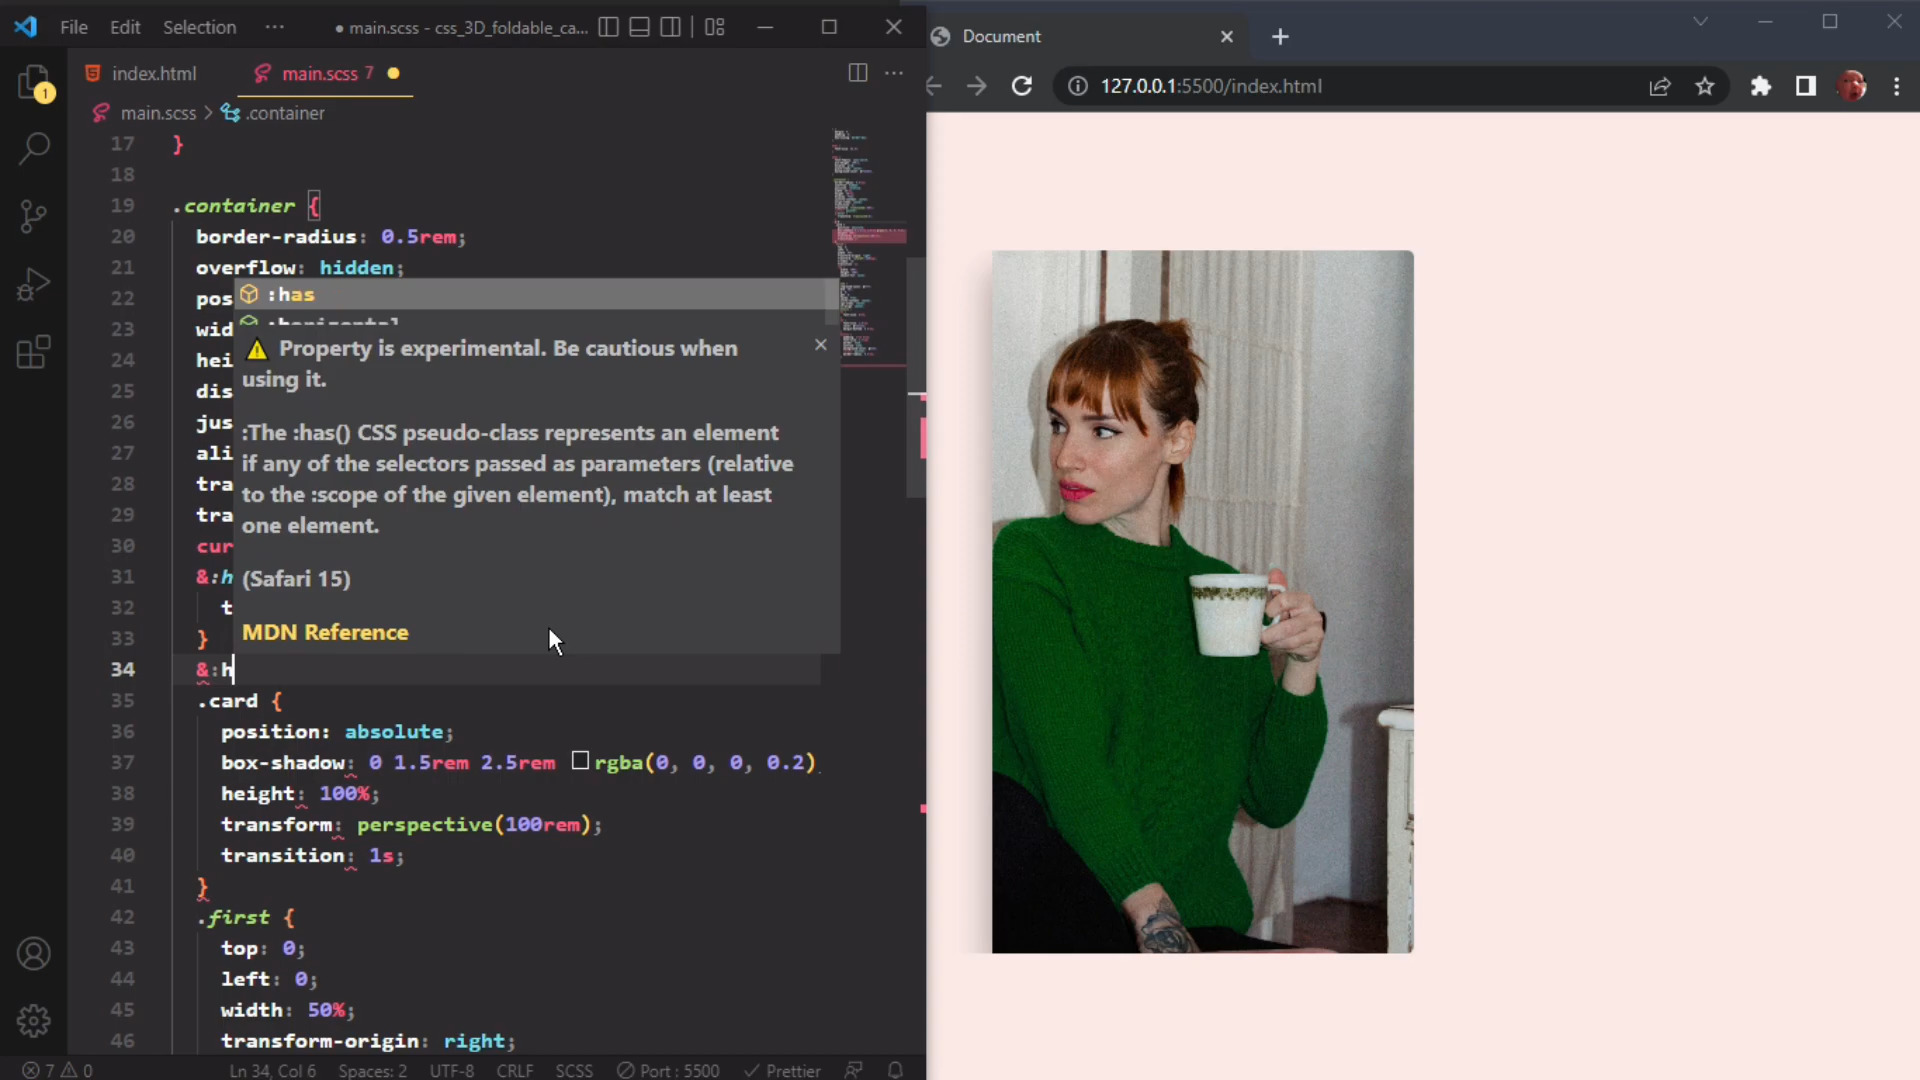 File Edit Selection ··· ● main.scss - css_3D_foldable_ca...
index.html main.scss 7
main.scss > .container
17 }
18
19 .container {
20 border-radius: 0.5rem;
21 overflow: hidden;
22 pos
23 wid
24 hei
25 dis
26 jus
27 ali
28 tra
29 tra
30 cur
31 &:h
32 t
33 }
34 &:h
35 .card {
36 position: absolute;
37 box-shadow: 0 1.5rem 2.5rem rgba(0, 0, 0, 0.2)
38 height: 100%;
39 transform: perspective(100rem);
40 transition: 1s;
41 }
42 .first {
43 top: 0;
44 left: 0;
45 width: 50%;
46 transform-origin: right;
:has
:horizontal
⚠ Property is experimental. Be cautious when
using it.
:The :has() CSS pseudo-class represents an element
if any of the selectors passed as parameters (relative
to the :scope of the given element), match at least
one element.
(Safari 15)
MDN Reference
1
7 0 Ln 34, Col 6 Spaces: 2 UTF-8 CRLF SCSS Port : 5500 Prettier
Document
127.0.0.1:5500/index.html